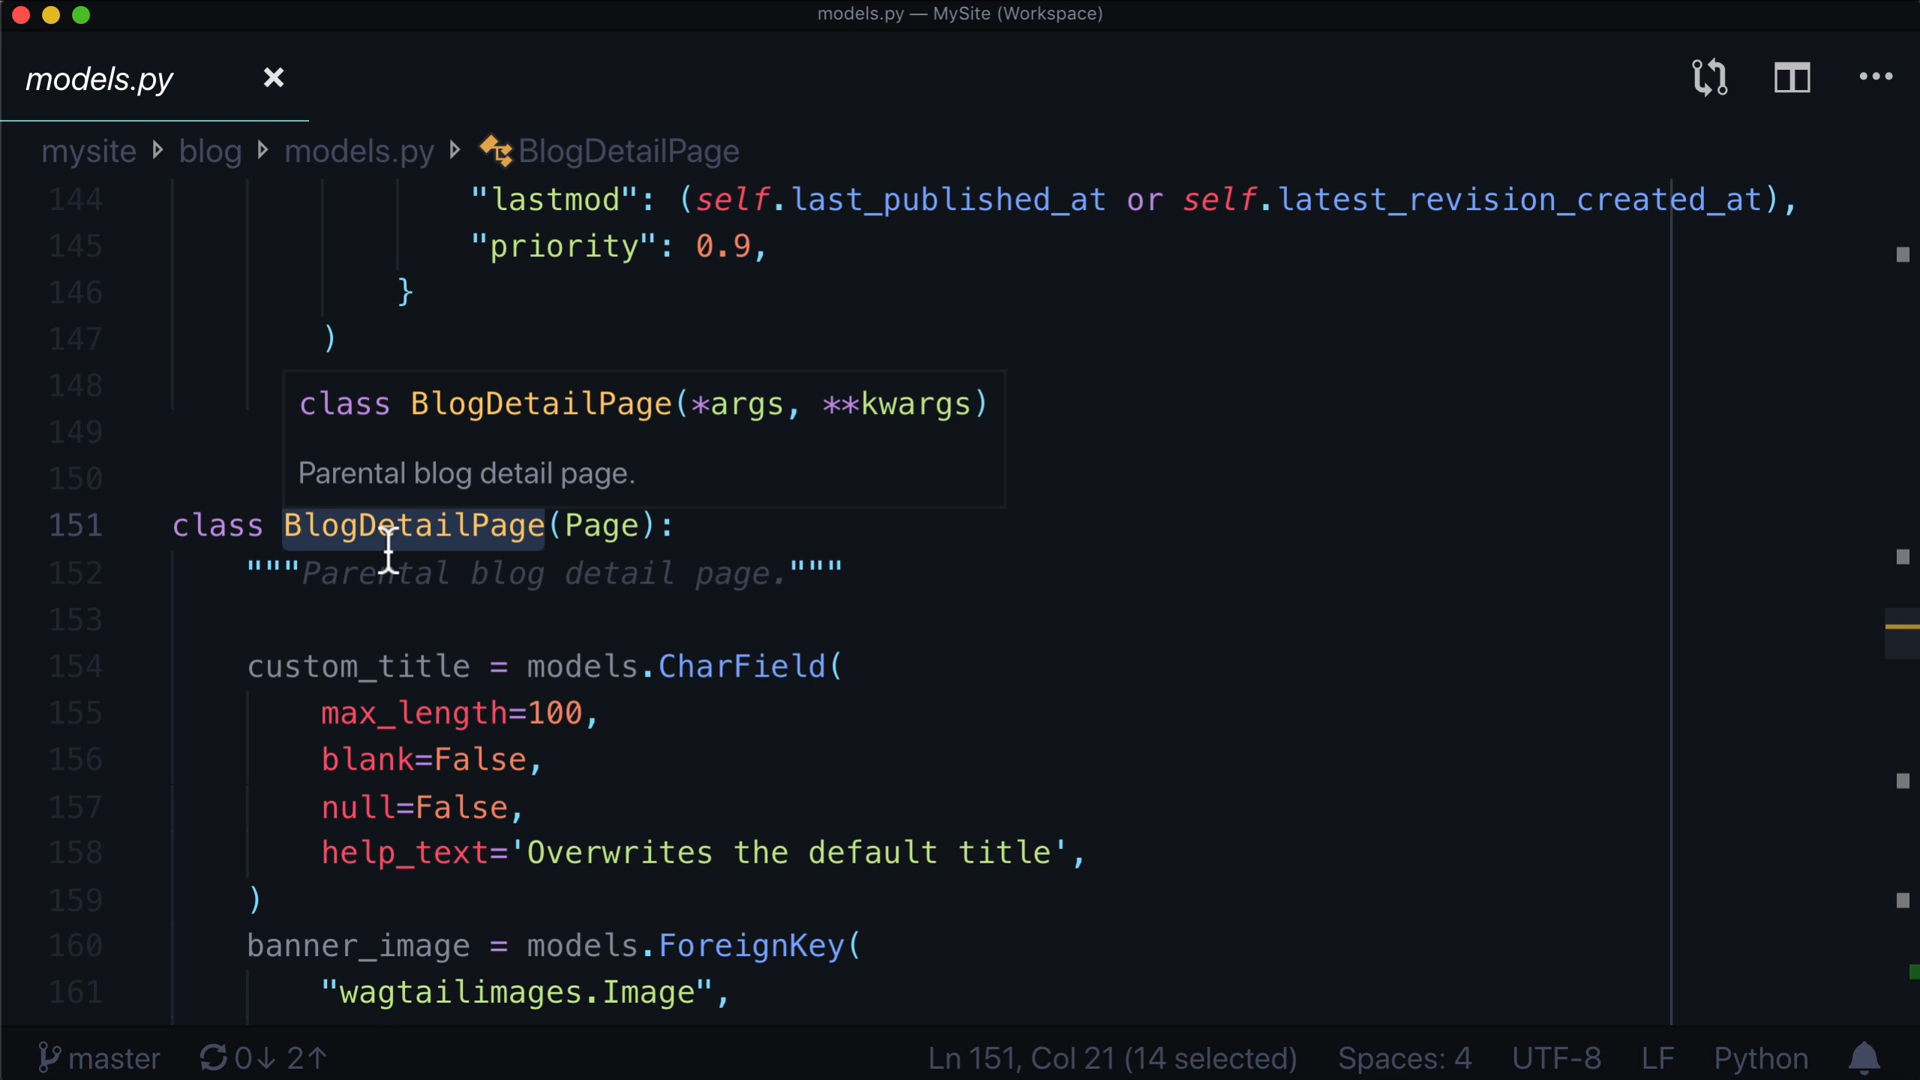 models.py — MySite (Workspace)
models.py
mysite blog models.py BlogDetailPage
144 "lastmod": (self.last_published_at or self.latest_revision_created_at),
145 "priority": 0.9,
146 }
147 )
148
149
150
class BlogDetailPage(*args, **kwargs)
Parental blog detail page.
151 class BlogDetailPage(Page):
152 """Parental blog detail page."""
153
154 custom_title = models.CharField(
155 max_length=100,
156 blank=False,
157 null=False,
158 help_text='Overwrites the default title',
159 )
160 banner_image = models.ForeignKey(
161 "wagtailimages.Image",
master 0↓ 2↑ Ln 151, Col 21 (14 selected) Spaces: 4 UTF-8 LF Python